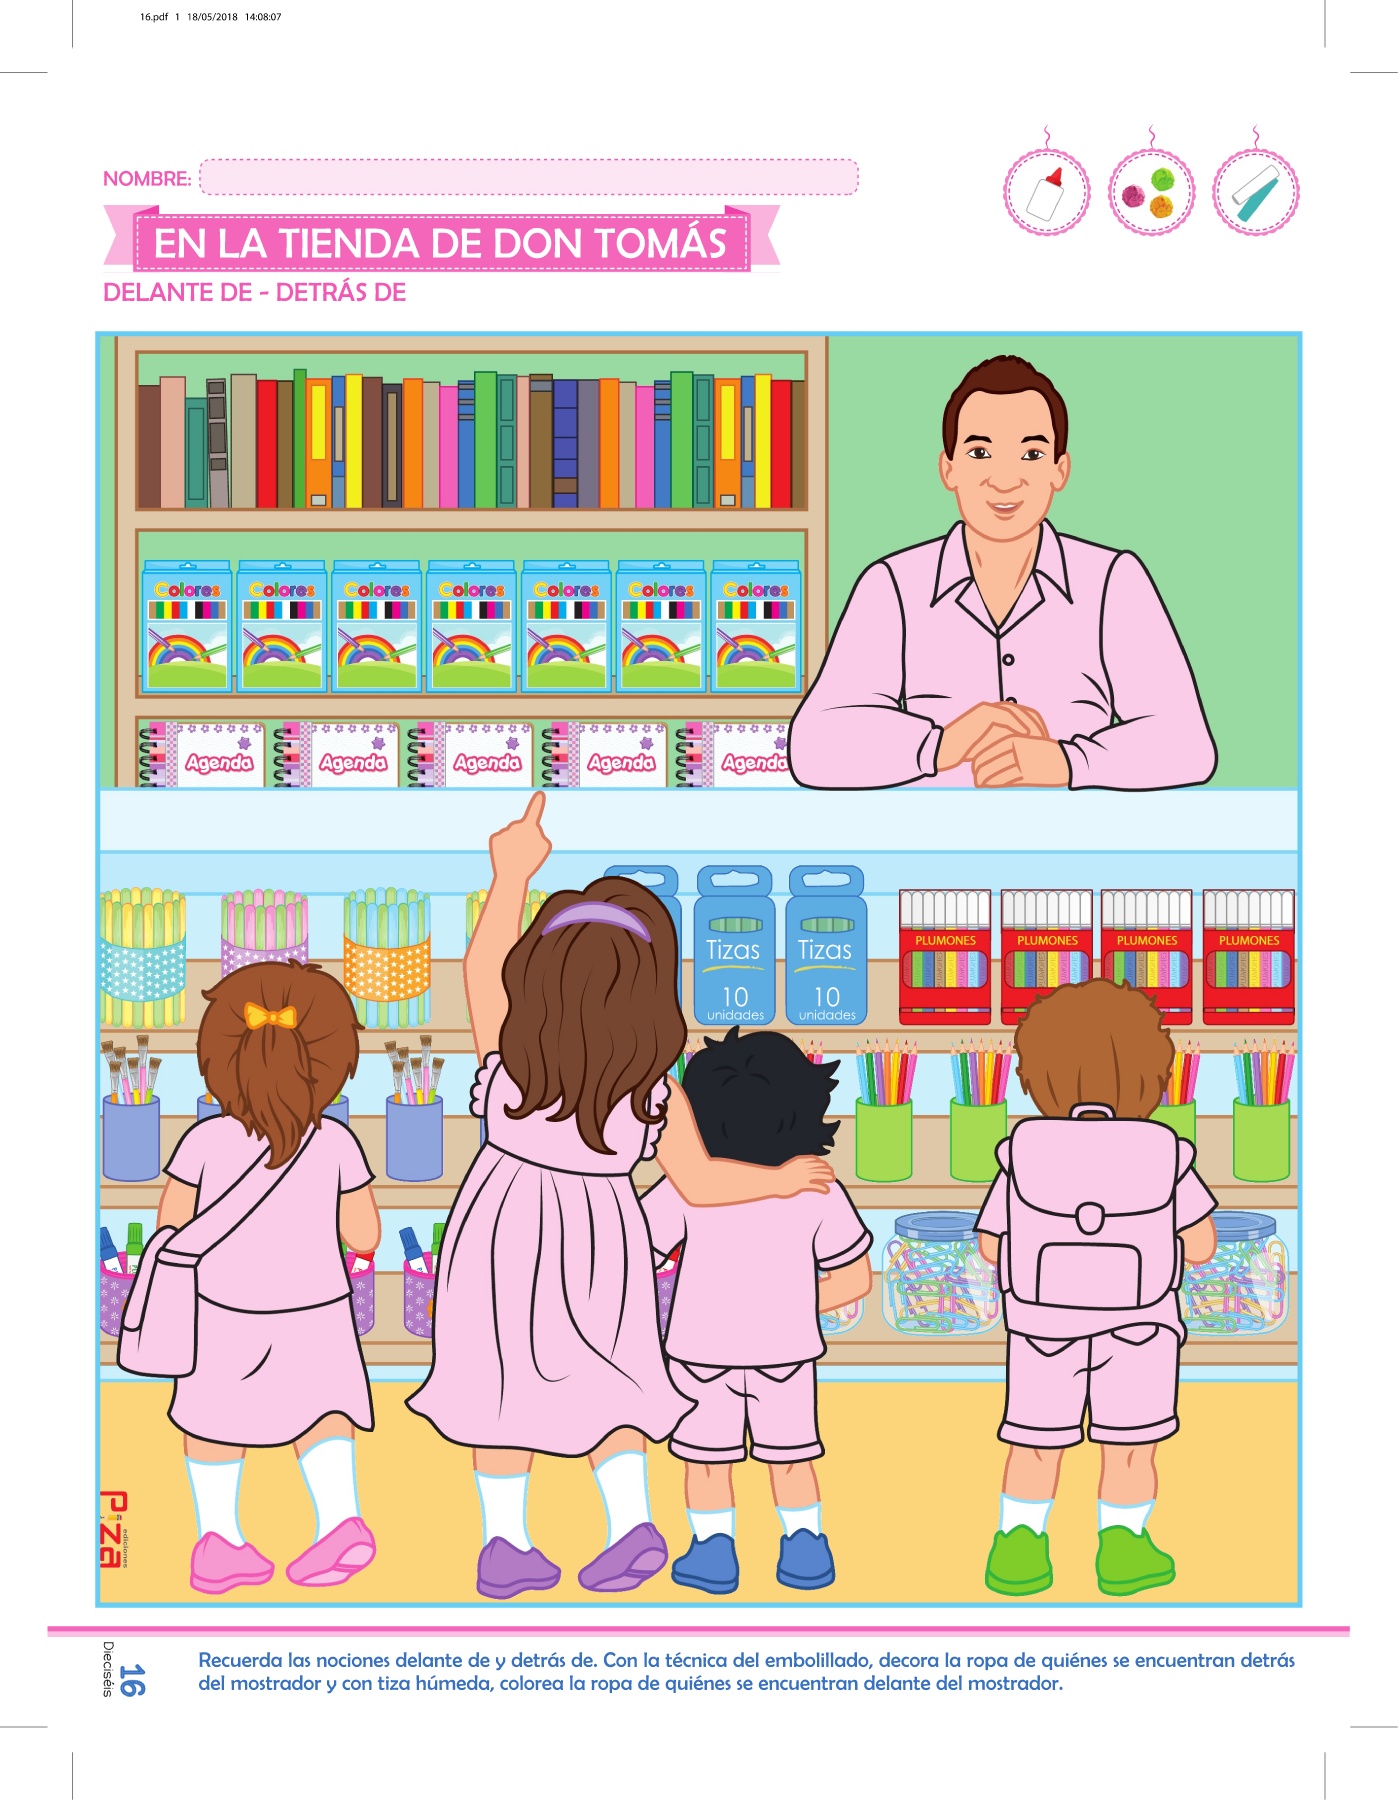 16.pdf 1 18/05/2018 14:08:07
NOMBRE:
EN LA TIENDA DE DON TOMÁS
DELANTE DE - DETRÁS DE
Colores Colores Colores Colores Colores Colores Colores
Agenda Agenda Agenda Agenda Agenda
PLUMONES PLUMONES PLUMONES PLUMONES
Tizas Tizas
10 10
unidades unidades
Piza
ediciones
16
Dieciséis
Recuerda las nociones delante de y detrás de. Con la técnica del embolillado, decora la ropa de quiénes se encuentran detrás
del mostrador y con tiza húmeda, colorea la ropa de quiénes se encuentran delante del mostrador.